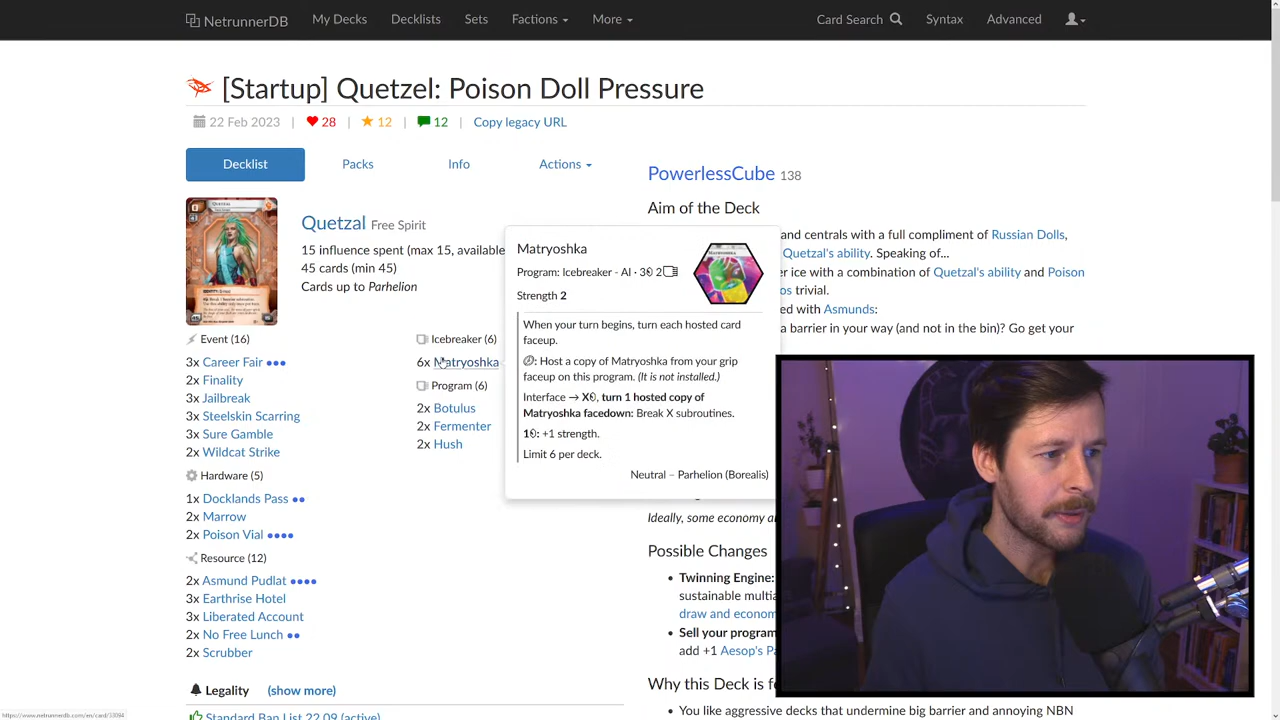 NetrunnerDB My Decks Decklists Sets Factions More Card Search Syntax Advanced
[Startup] Quetzel: Poison Doll Pressure
22 Feb 2023 | 28 | 12 | 12 | Copy legacy URL
Decklist Packs Info Actions
Quetzal Free Spirit
15 influence spent (max 15, available
45 cards (min 45)
Cards up to Parhelion
Event (16)
3x Career Fair
2x Finality
3x Jailbreak
3x Steelskin Scarring
3x Sure Gamble
2x Wildcat Strike
Hardware (5)
1x Docklands Pass
2x Marrow
2x Poison Vial
Resource (12)
2x Asmund Pudlat
3x Earthrise Hotel
3x Liberated Account
2x No Free Lunch
2x Scrubber
Icebreaker (6)
6x Matryoshka
Program (6)
2x Botulus
2x Fermenter
2x Hush
Legality (show more)
Standard Ban List 22.09 (active)
Matryoshka
Program: Icebreaker - AI • 3 2
Strength 2
When your turn begins, turn each hosted card
faceup.
: Host a copy of Matryoshka from your grip
faceup on this program. (It is not installed.)
Interface → X, turn 1 hosted copy of
Matryoshka facedown: Break X subroutines.
1: +1 strength.
Limit 6 per deck.
Neutral – Parhelion (Borealis)
PowerlessCube 138
Aim of the Deck
and centrals with a full compliment of Russian Dolls,
Quetzal's ability. Speaking of...
er ice with a combination of Quetzal's ability and Poison
os trivial.
ed with Asmunds:
a barrier in your way (and not in the bin)? Go get your
Ideally, some economy a
Possible Changes
Twinning Engine:
sustainable multia
draw and econom
Sell your program
add +1 Aesop's Pa
Why this Deck is f
You like aggressive decks that undermine big barrier and annoying NBN
https://www.netrunnerdb.com/en/card/33094